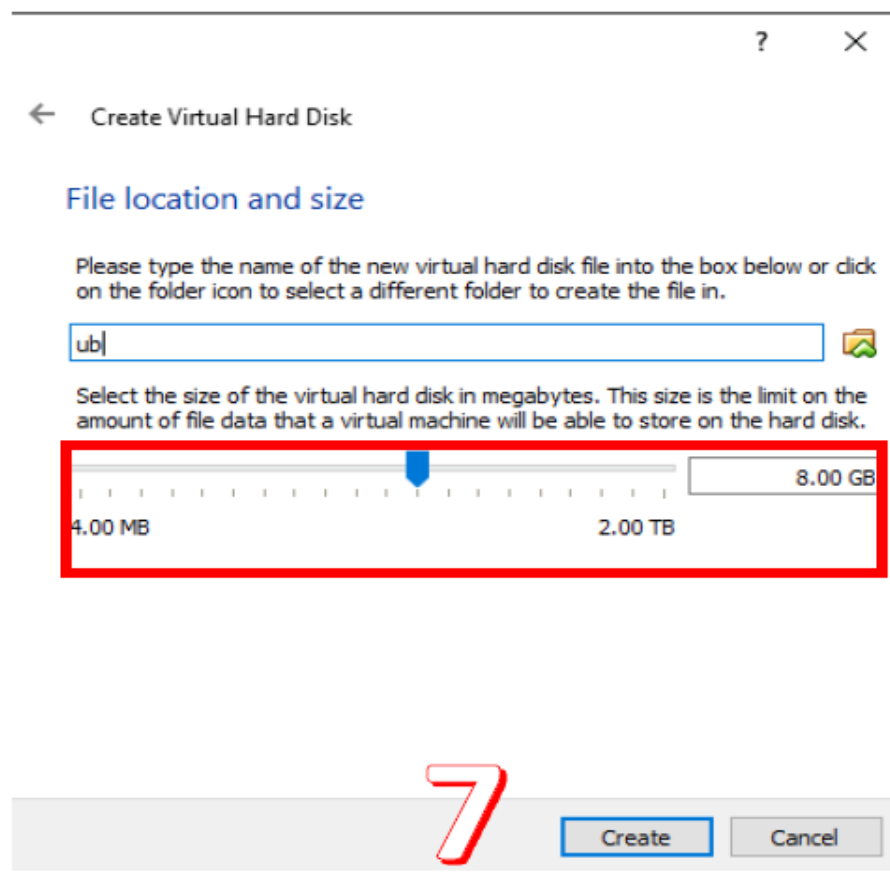 ?
Create Virtual Hard Disk
File location and size
Please type the name of the new virtual hard disk file into the box below or click
on the folder icon to select a different folder to create the file in.
ub
Select the size of the virtual hard disk in megabytes. This size is the limit on the
amount of file data that a virtual machine will be able to store on the hard disk.
8.00 GB
4.00 MB 2.00 TB
7
Create Cancel